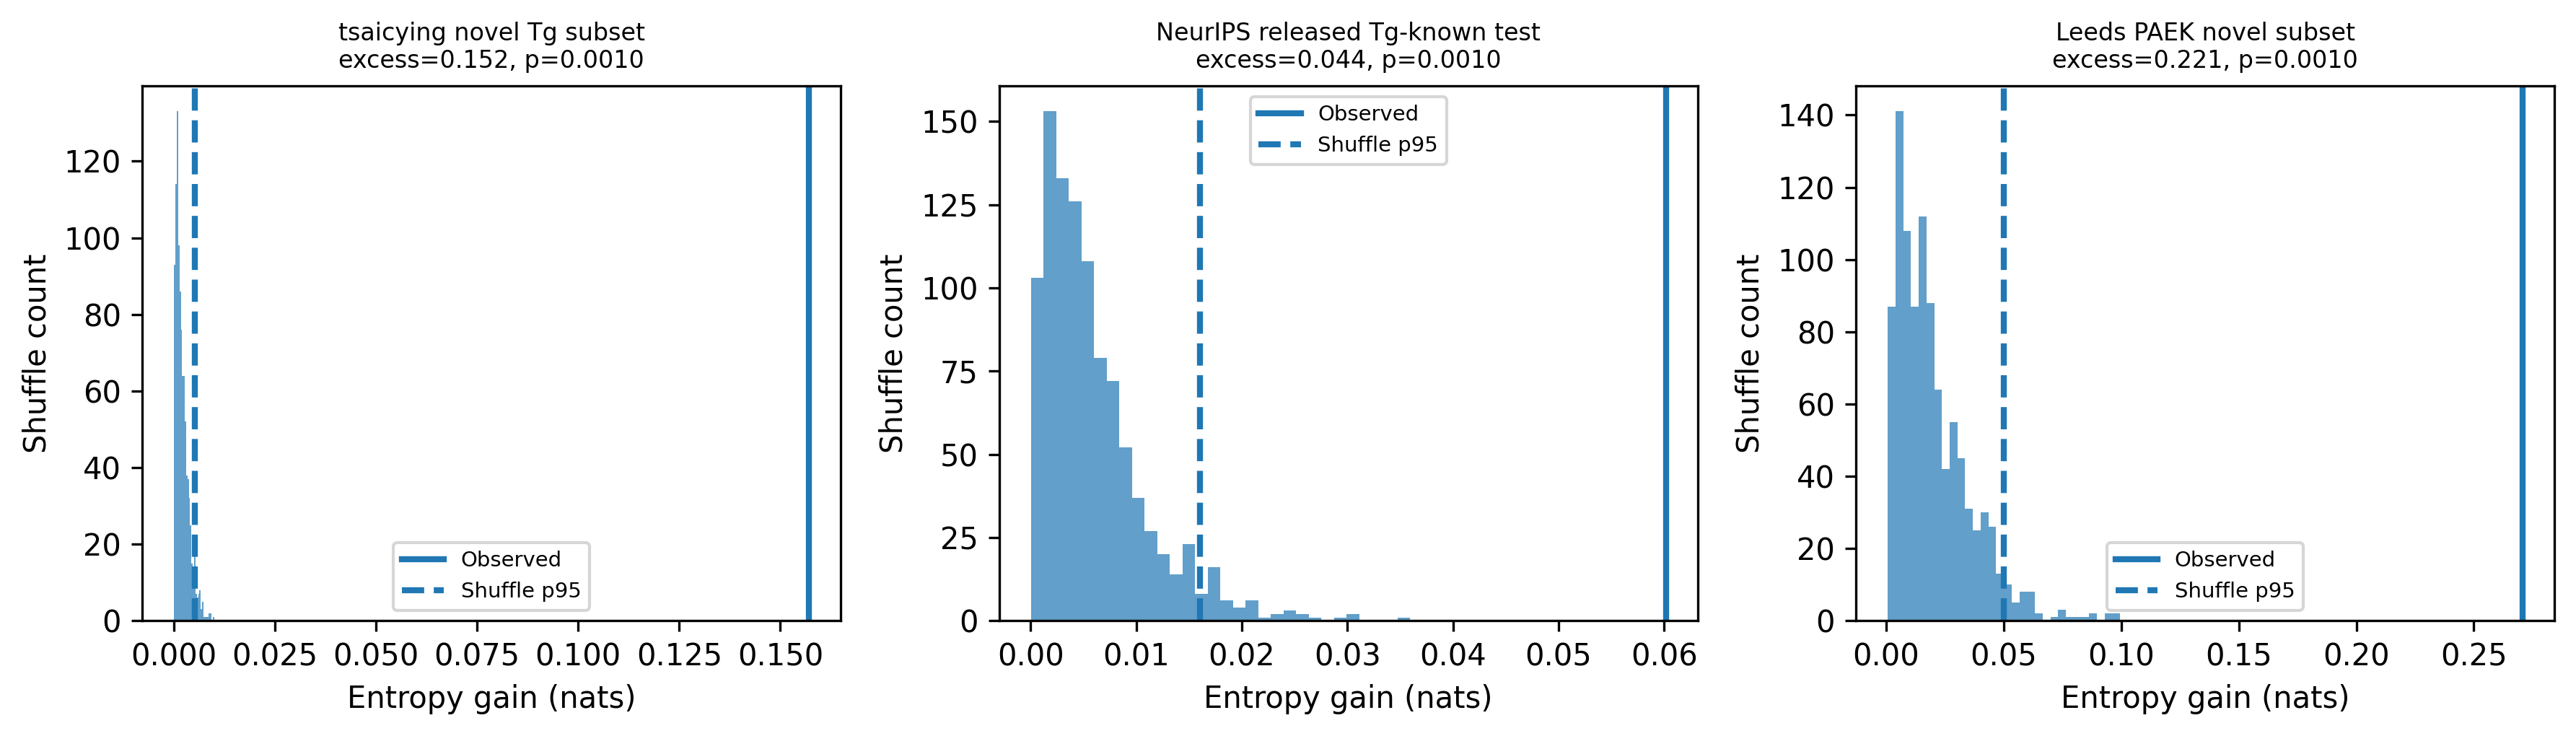 tsaicying novel Tg subset
excess=0.152, p=0.0010
Shuffle count
120
100
80
60
40
20
0
Observed
Shuffle p95
0.000 0.025 0.050 0.075 0.100 0.125 0.150
Entropy gain (nats)
NeurIPS released Tg-known test
excess=0.044, p=0.0010
Shuffle count
150
125
100
75
50
25
0
Observed
Shuffle p95
0.00 0.01 0.02 0.03 0.04 0.05 0.06
Entropy gain (nats)
Leeds PAEK novel subset
excess=0.221, p=0.0010
Shuffle count
140
120
100
80
60
40
20
0
Observed
Shuffle p95
0.00 0.05 0.10 0.15 0.20 0.25
Entropy gain (nats)